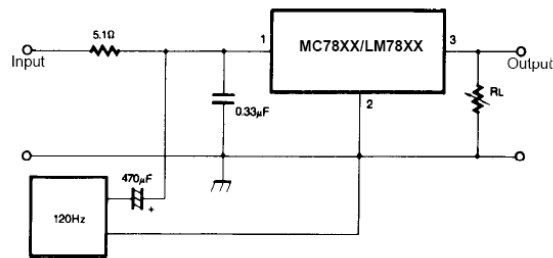 5.1Ω
Input
1
MC78XX/LM78XX
3
Output
2
0.33μF
RL
470μF
+
120Hz